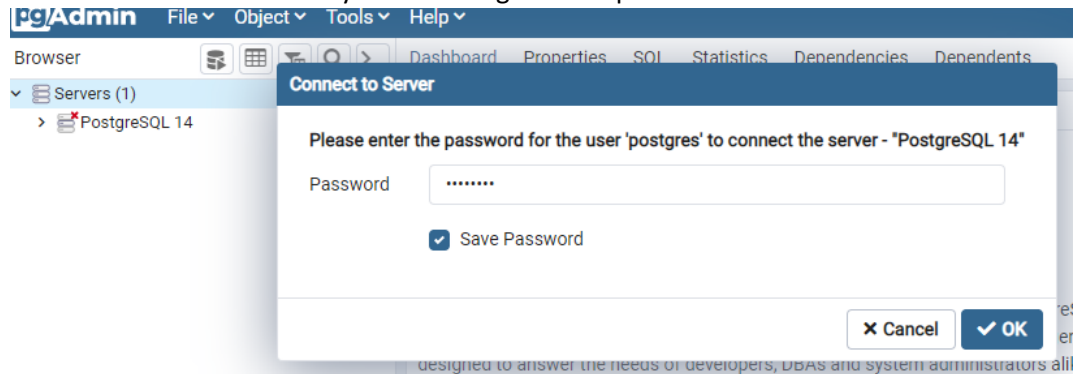 pgAdmin File Object Tools Help
Browser
Dashboard Properties SQL Statistics Dependencies Dependents
Servers (1)
PostgreSQL 14
Connect to Server
Please enter the password for the user 'postgres' to connect the server - "PostgreSQL 14"
Password ••••••••
Save Password
Cancel OK
designed to answer the needs of developers, DBAs and system administrators